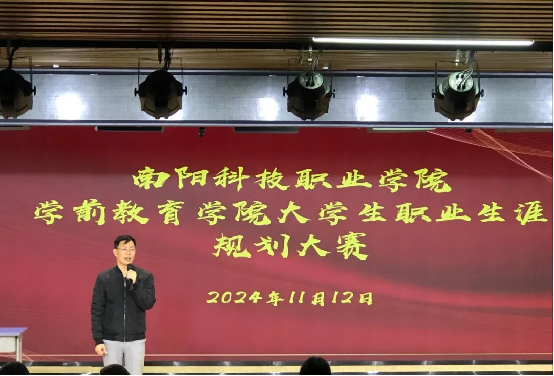 南阳科技职业学院
学前教育学院大学生职业生涯
规划大赛
2024年11月12日